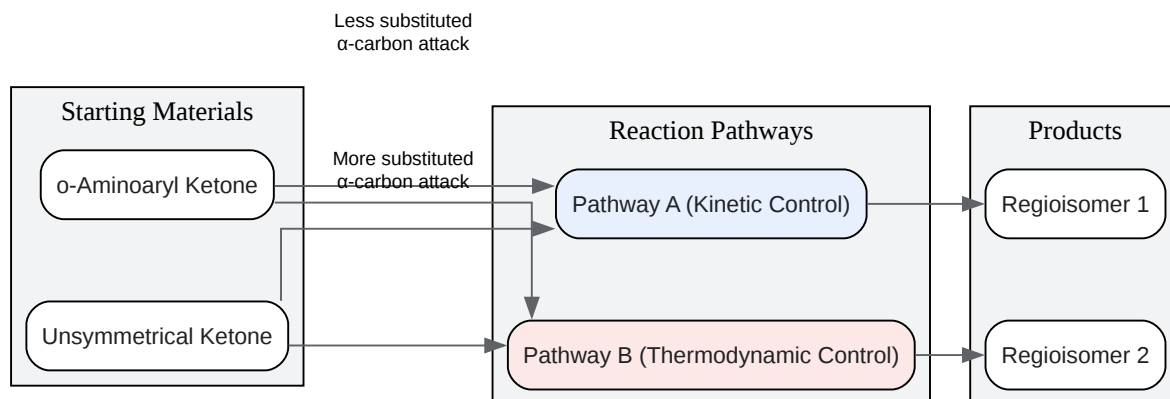 Less substituted
α-carbon attack
Starting Materials
Reaction Pathways
Products
More substituted
α-carbon attack
o-Aminoaryl Ketone
Pathway A (Kinetic Control)
Regioisomer 1
Unsymmetrical Ketone
Pathway B (Thermodynamic Control)
Regioisomer 2